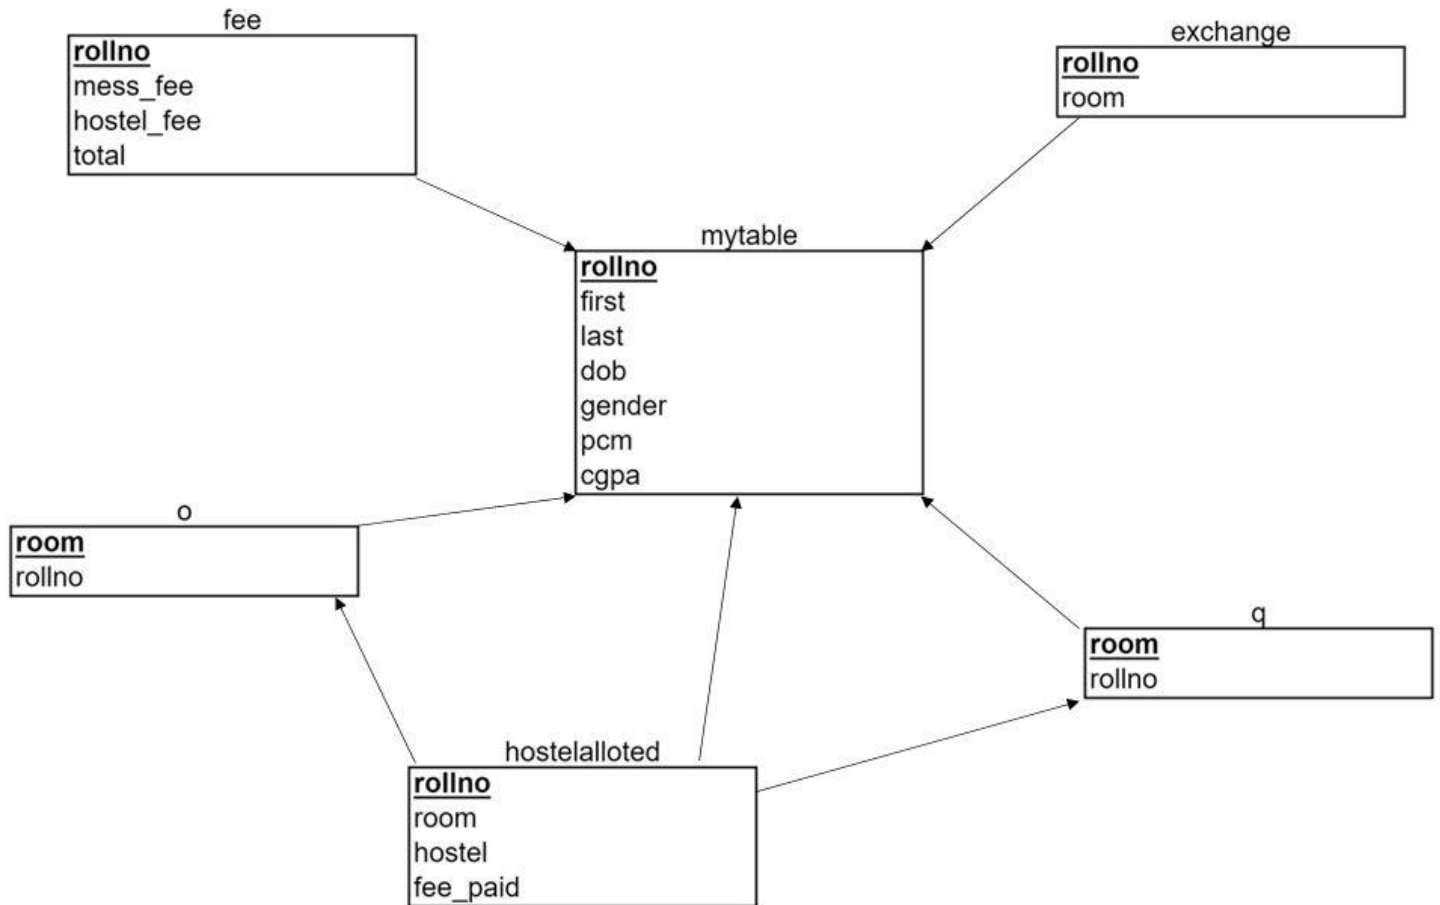 fee
rollno
mess_fee
hostel_fee
total
exchange
rollno
room
mytable
rollno
first
last
dob
gender
pcm
cgpa
o
room
rollno
q
room
rollno
hostelalloted
rollno
room
hostel
fee_paid